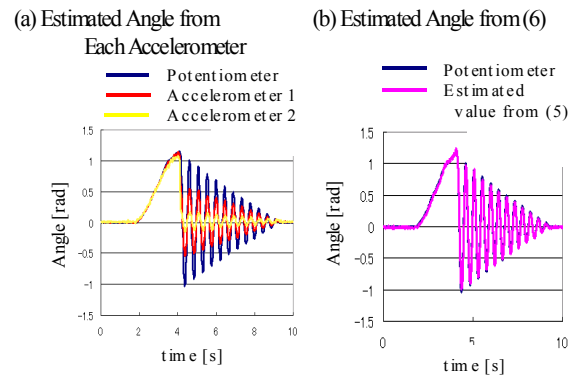 (a) Estimated Angle from
Each Accelerometer
Potentiometer
Accelerometer 1
Accelerometer 2
Angle [rad]
1.5
1
0.5
0
-0.5
-1
-1.5
0 2 4 6 8 10
time [s]
(b) Estimated Angle from (6)
Potentiometer
Estimated
value from (5)
Angle [rad]
1.5
1
0.5
0
-0.5
-1
-1.5
0 5 10
time [s]